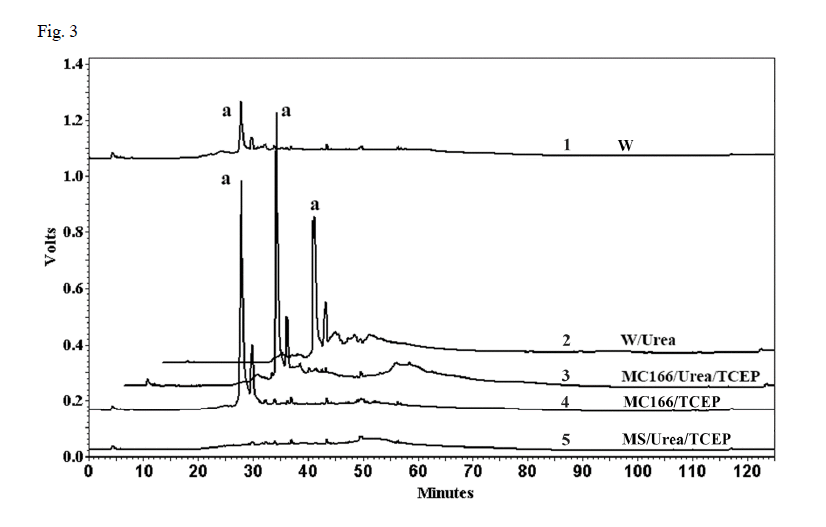 Fig. 3
1.4
a
a
1.2
1
W
1.0
a
a
Volts
0.8
0.6
2
W/Urea
0.4
3
MC166/Urea/TCEP
4
MC166/TCEP
0.2
5
MS/Urea/TCEP
0.0
0 10 20 30 40 50 60 70 80 90 100 110 120
Minutes